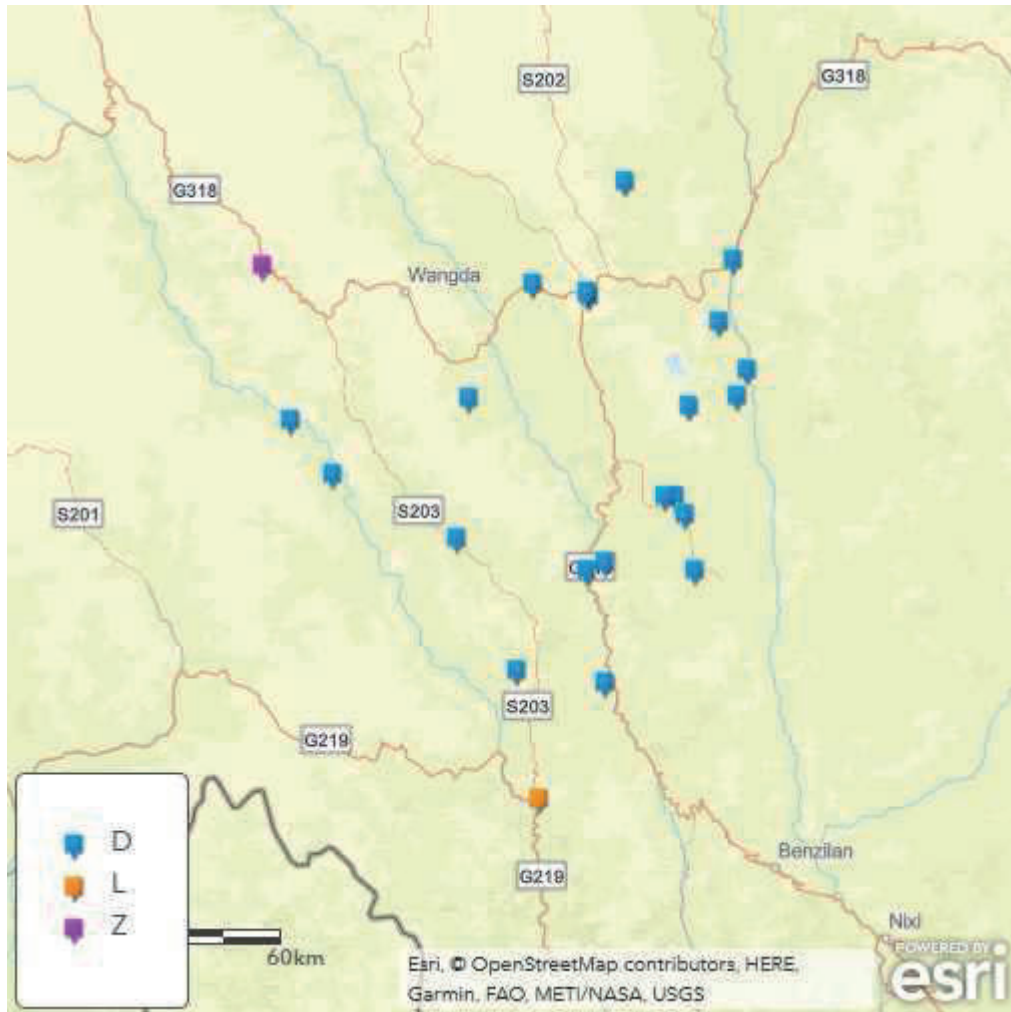 S202
G318
G318
Wangda
S203
S201
S203
G219
D
L
Z
G219
Benzilan
60km
Nixi
Esri, © OpenStreetMap contributors, HERE,
Garmin, FAO, METI/NASA, USGS
POWERED BY
esri